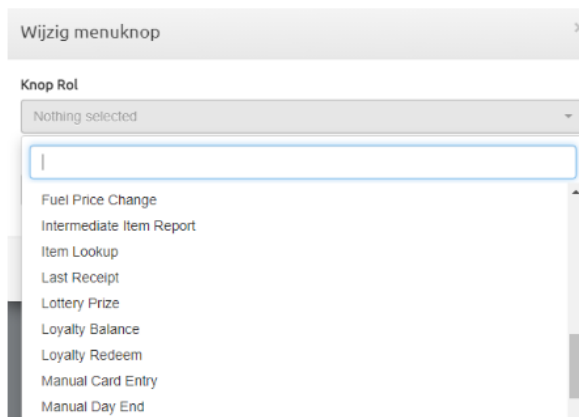 Wijzig menuknop
Knop Rol
Nothing selected
Fuel Price Change
Intermediate Item Report
Item Lookup
Last Receipt
Lottery Prize
Loyalty Balance
Loyalty Redeem
Manual Card Entry
Manual Day End